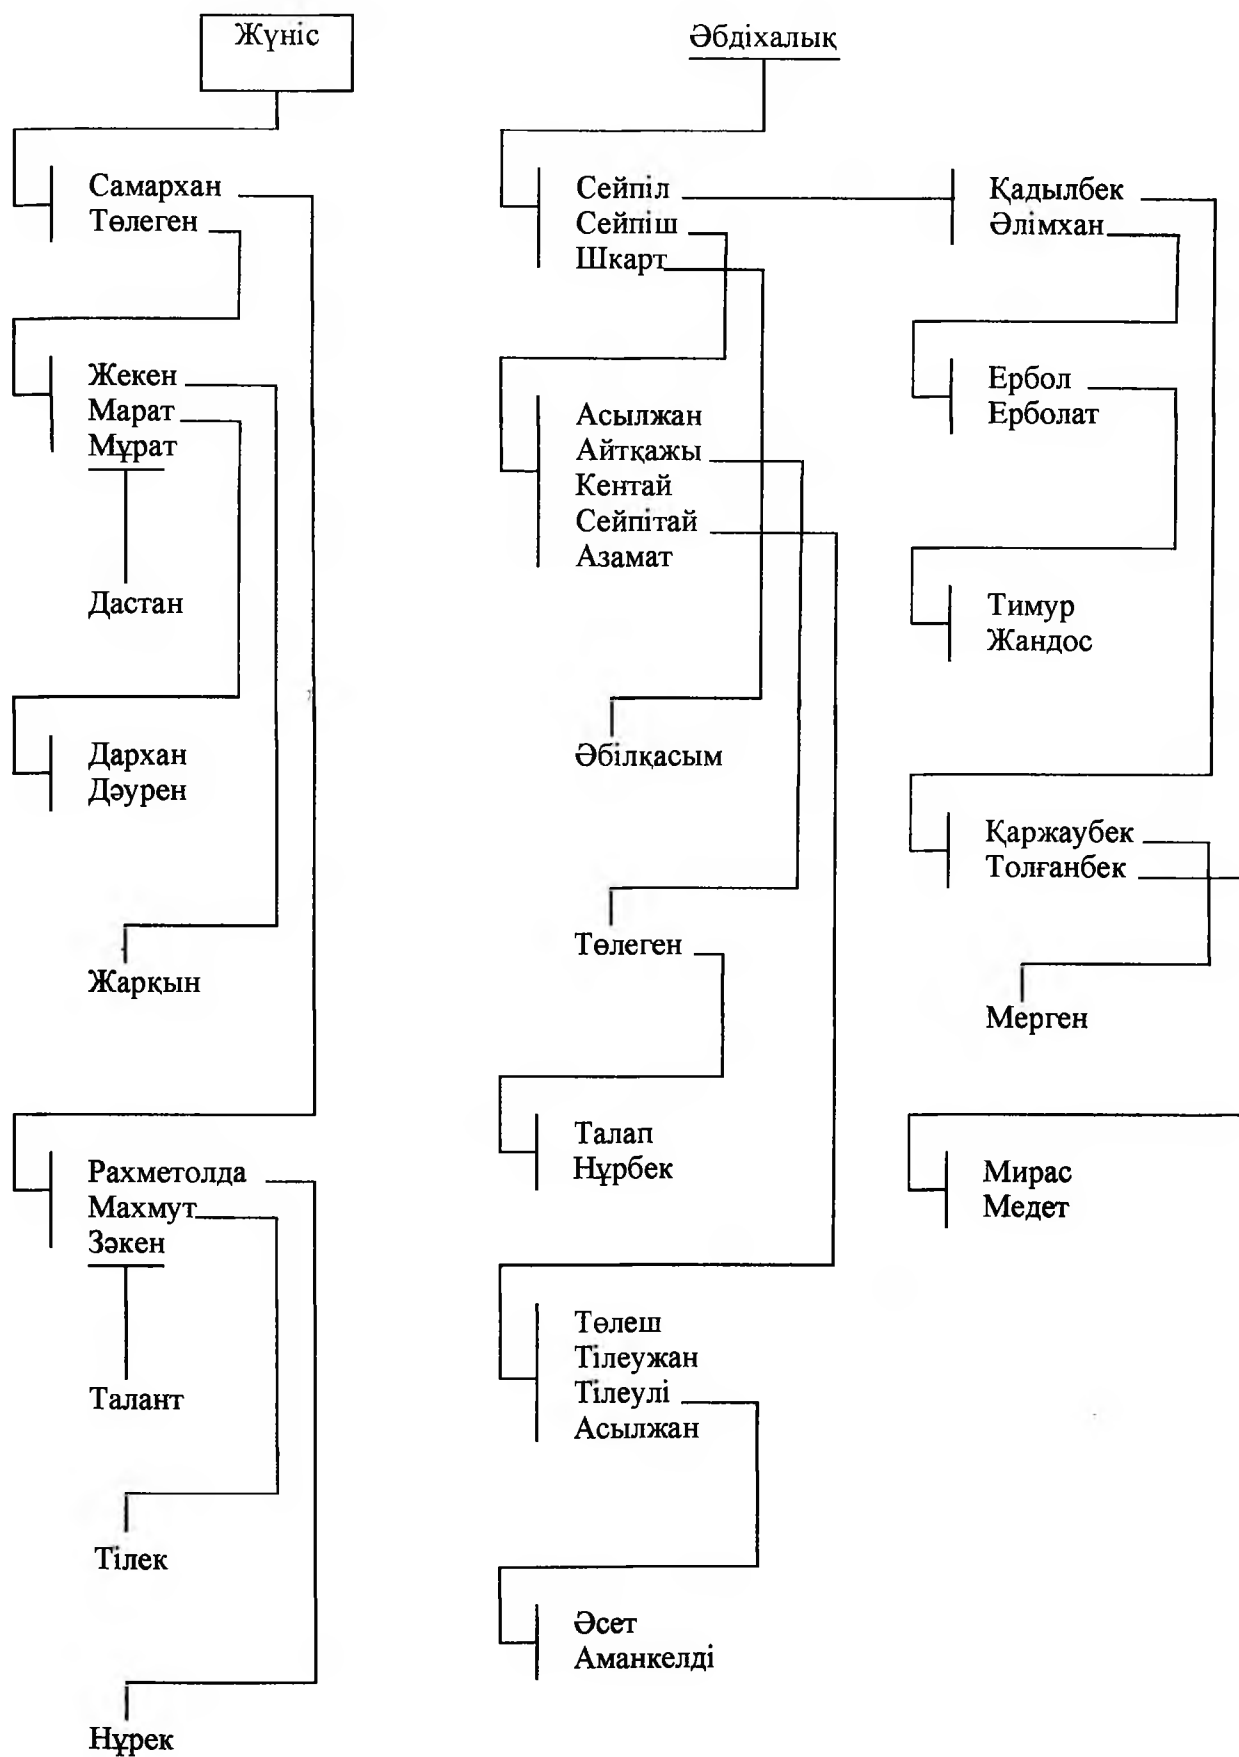 Жүніс
Самархан
Төлеген
Жекен
Марат
Мұрат
Дастан
Дархан
Дәурен
Жарқын
Рахметолда
Махмут
Зәкен
Талант
Тілек
Нұрек
Әбдіхалық
Сейпіл
Сейпіш
Шкарт
Асылжан
Айтқажы
Кентай
Сейпітай
Азамат
Әбілқасым
Төлеген
Талап
Нұрбек
Төлеш
Тілеужан
Тілеулі
Асылжан
Әсет
Аманкелді
Қадылбек
Әлімхан
Ербол
Ерболат
Тимур
Жандос
Қаржаубек
Толғанбек
Мерген
Мирас
Медет